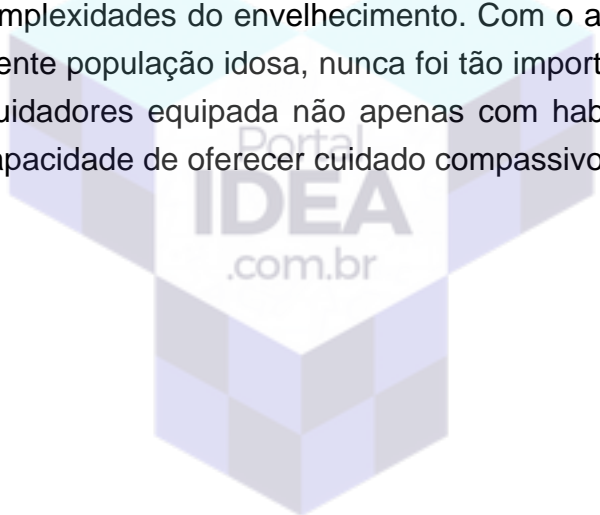 mplexidades do envelhecimento. Com o a
ente população idosa, nunca foi tão import
uidadores equipada não apenas com hab
apacidade de oferecer cuidado compassivo
Portal
IDEA
.com.br